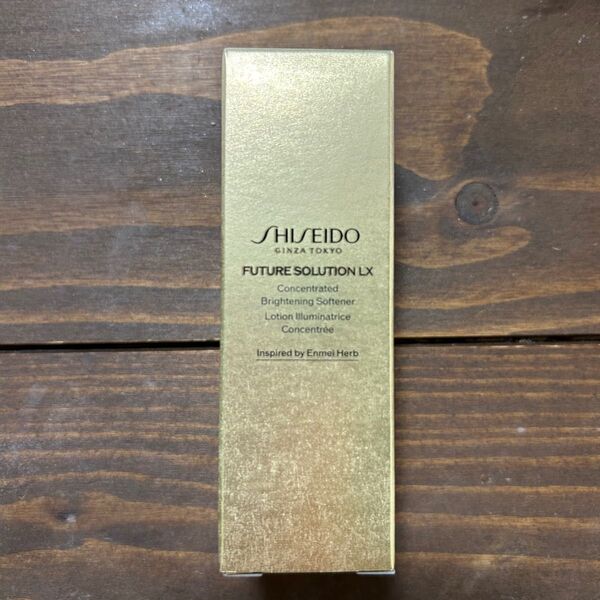 SHISEIDO
GINZA TOKYO
FUTURE SOLUTION LX
Concentrated
Brightening Softener
Lotion Illuminatrice
Concentrée
Inspired by Enmei Herb